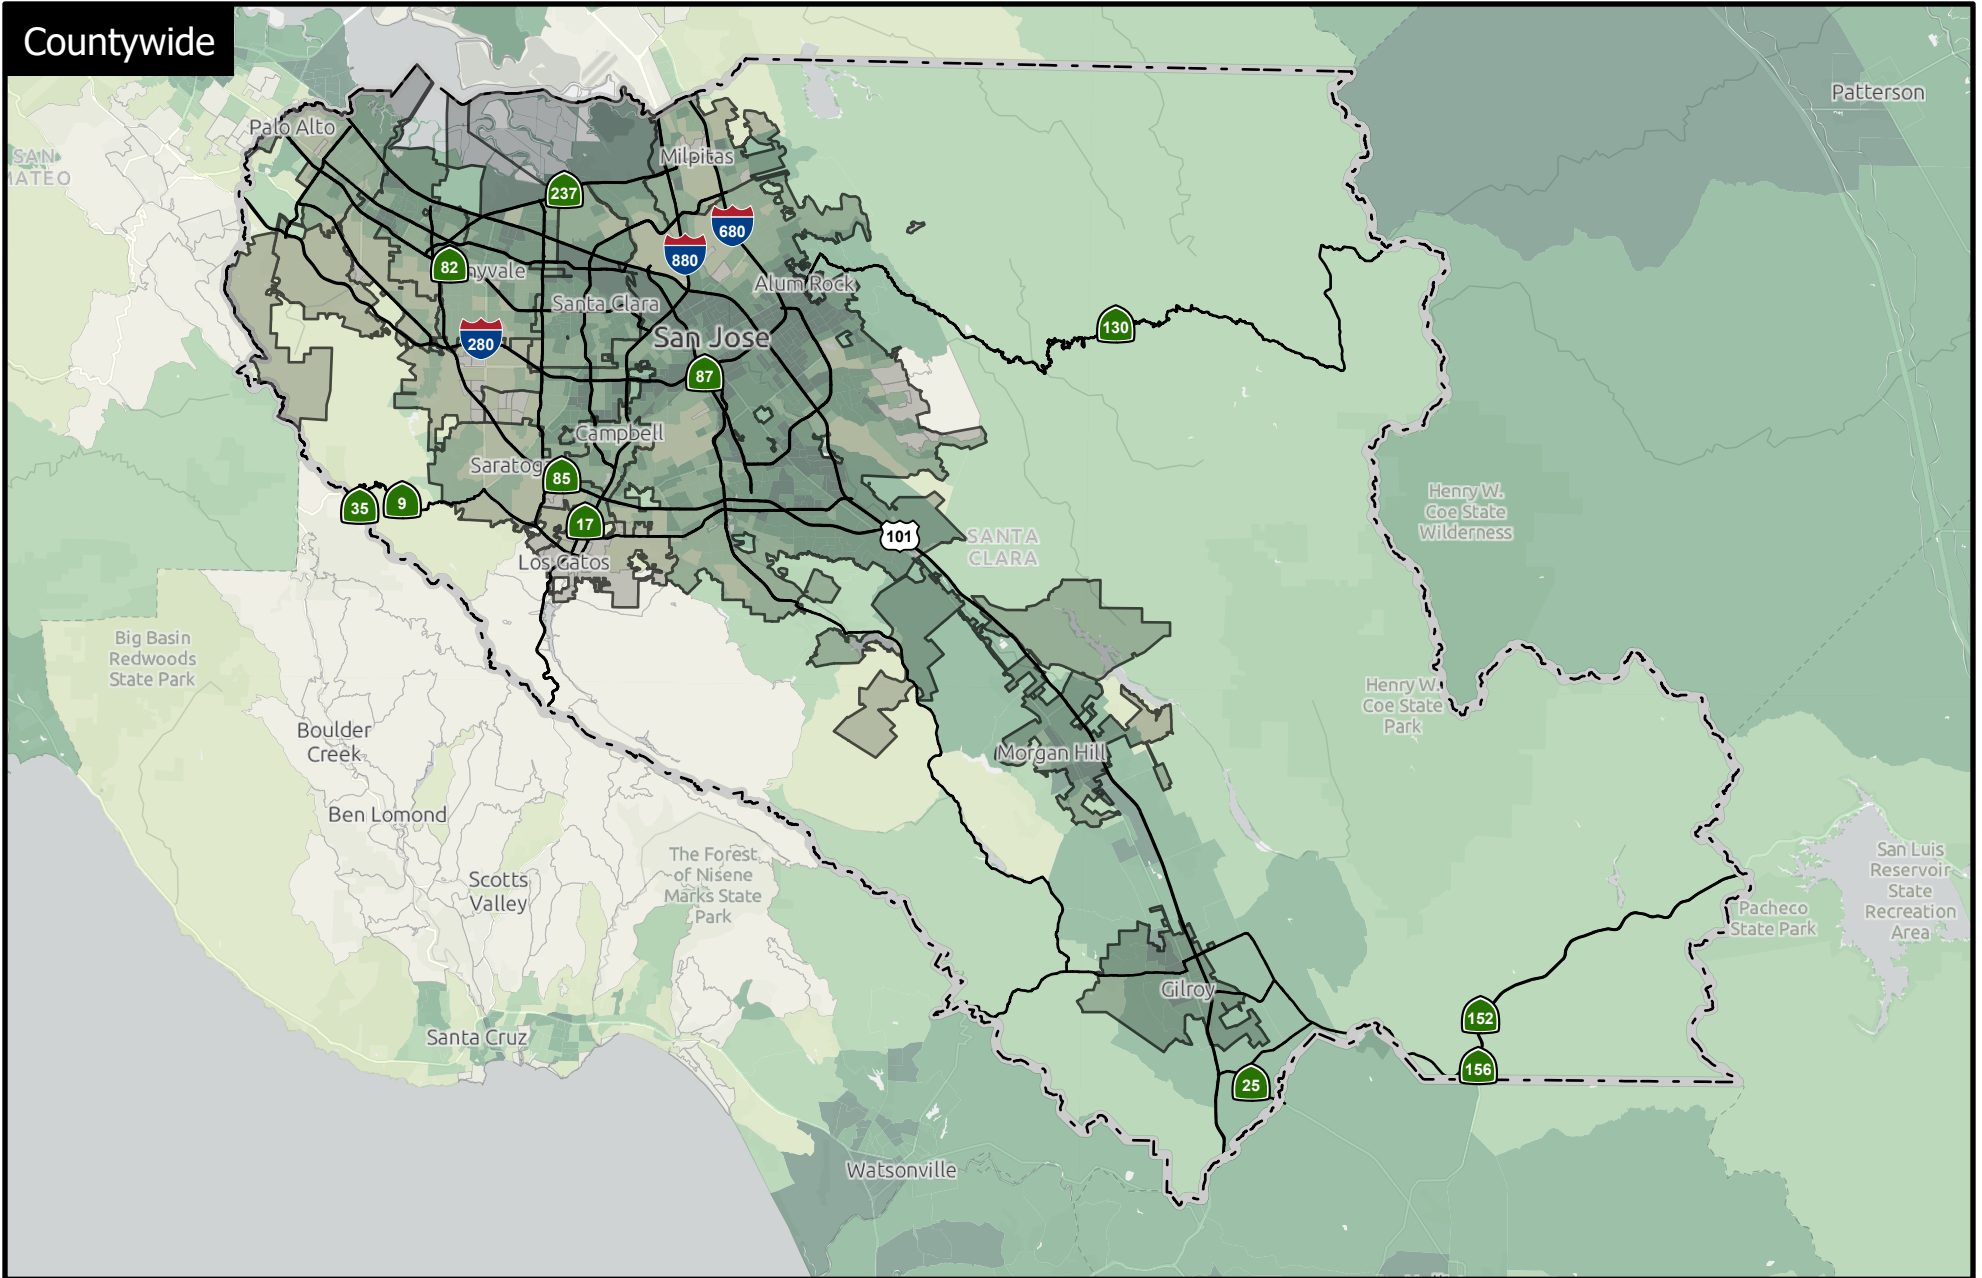 Countywide
Patterson
Palo Alto
SAN
MATEO
Milpitas
237
680
880
82
nyvale
Alum Rock
Santa Clara
130
San Jose
280
87
Campbell
Saratog
85
35
9
17
Henry W.
Coe State
Wilderness
101
SANTA
CLARA
Los Gatos
Big Basin
Redwoods
State Park
Henry W.
Coe State
Park
Boulder
Creek
Morgan Hill
Ben Lomond
The Forest
of Nisene
Marks State
Park
San Luis
Reservoir
State
Recreation
Area
Scotts
Valley
Pacheco
State Park
Gilroy
152
Santa Cruz
156
25
Watsonville